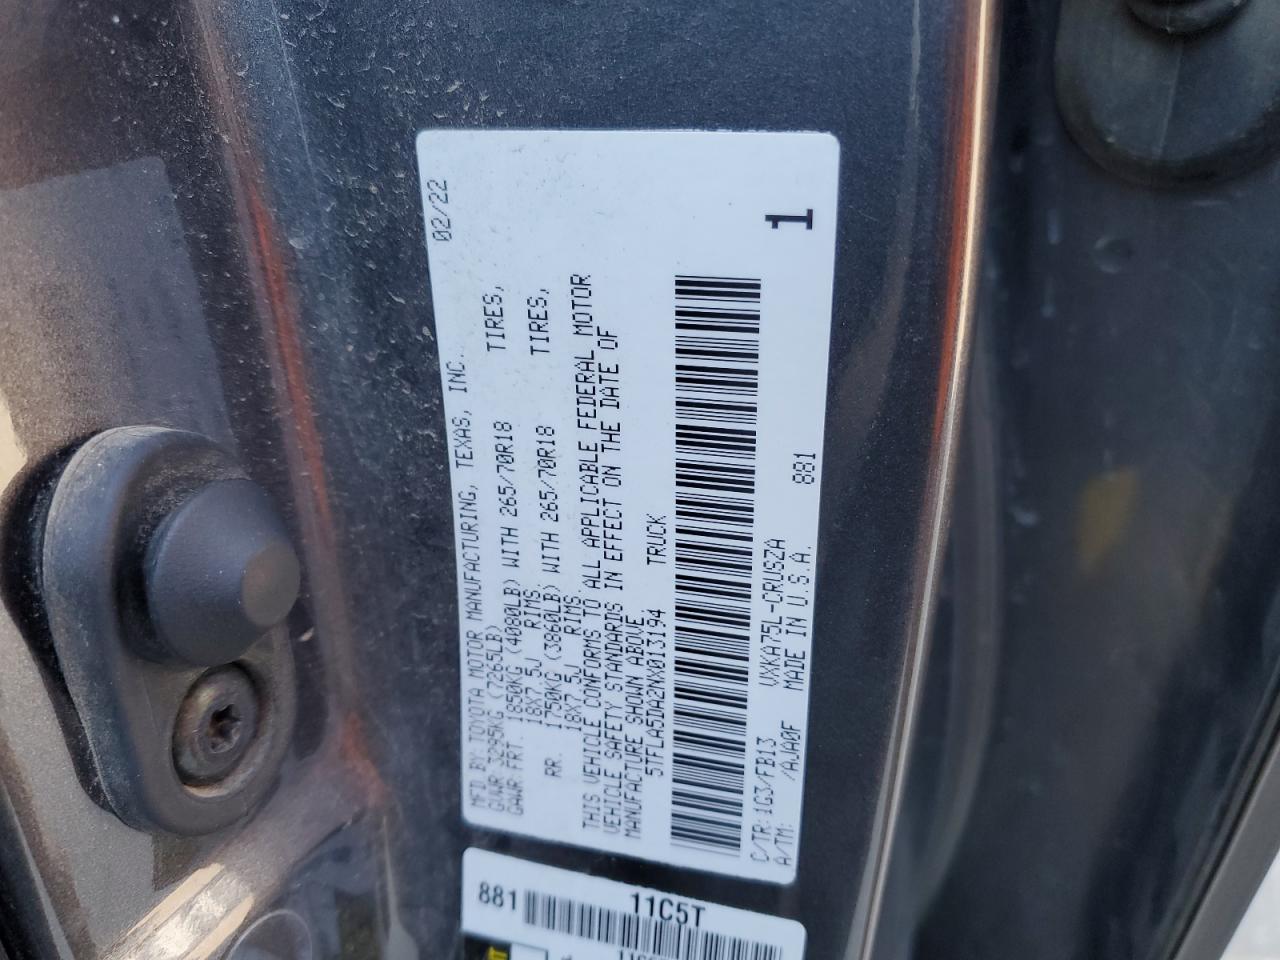 MFD BY: TOYOTA MOTOR MANUFACTURING, TEXAS, INC. 02/22
GVWR 3295KG (7265LB)
GAWR FRT. 1850KG (4080LB) WITH 265/70R18 TIRES,
18X7.5J RIMS.
RR. 1750KG (3860LB) WITH 265/70R18 TIRES,
18X7.5J RIMS.
THIS VEHICLE CONFORMS TO ALL APPLICABLE FEDERAL MOTOR
VEHICLE SAFETY STANDARDS IN EFFECT ON THE DATE OF
MANUFACTURE SHOWN ABOVE.
5TFLA5DA2NX013194 TRUCK
C/TR: 1G3/FB13 VXKA75L-CRUSZA
A/TM: /AJA0F MADE IN U.S.A. 881 1
881 11C5T